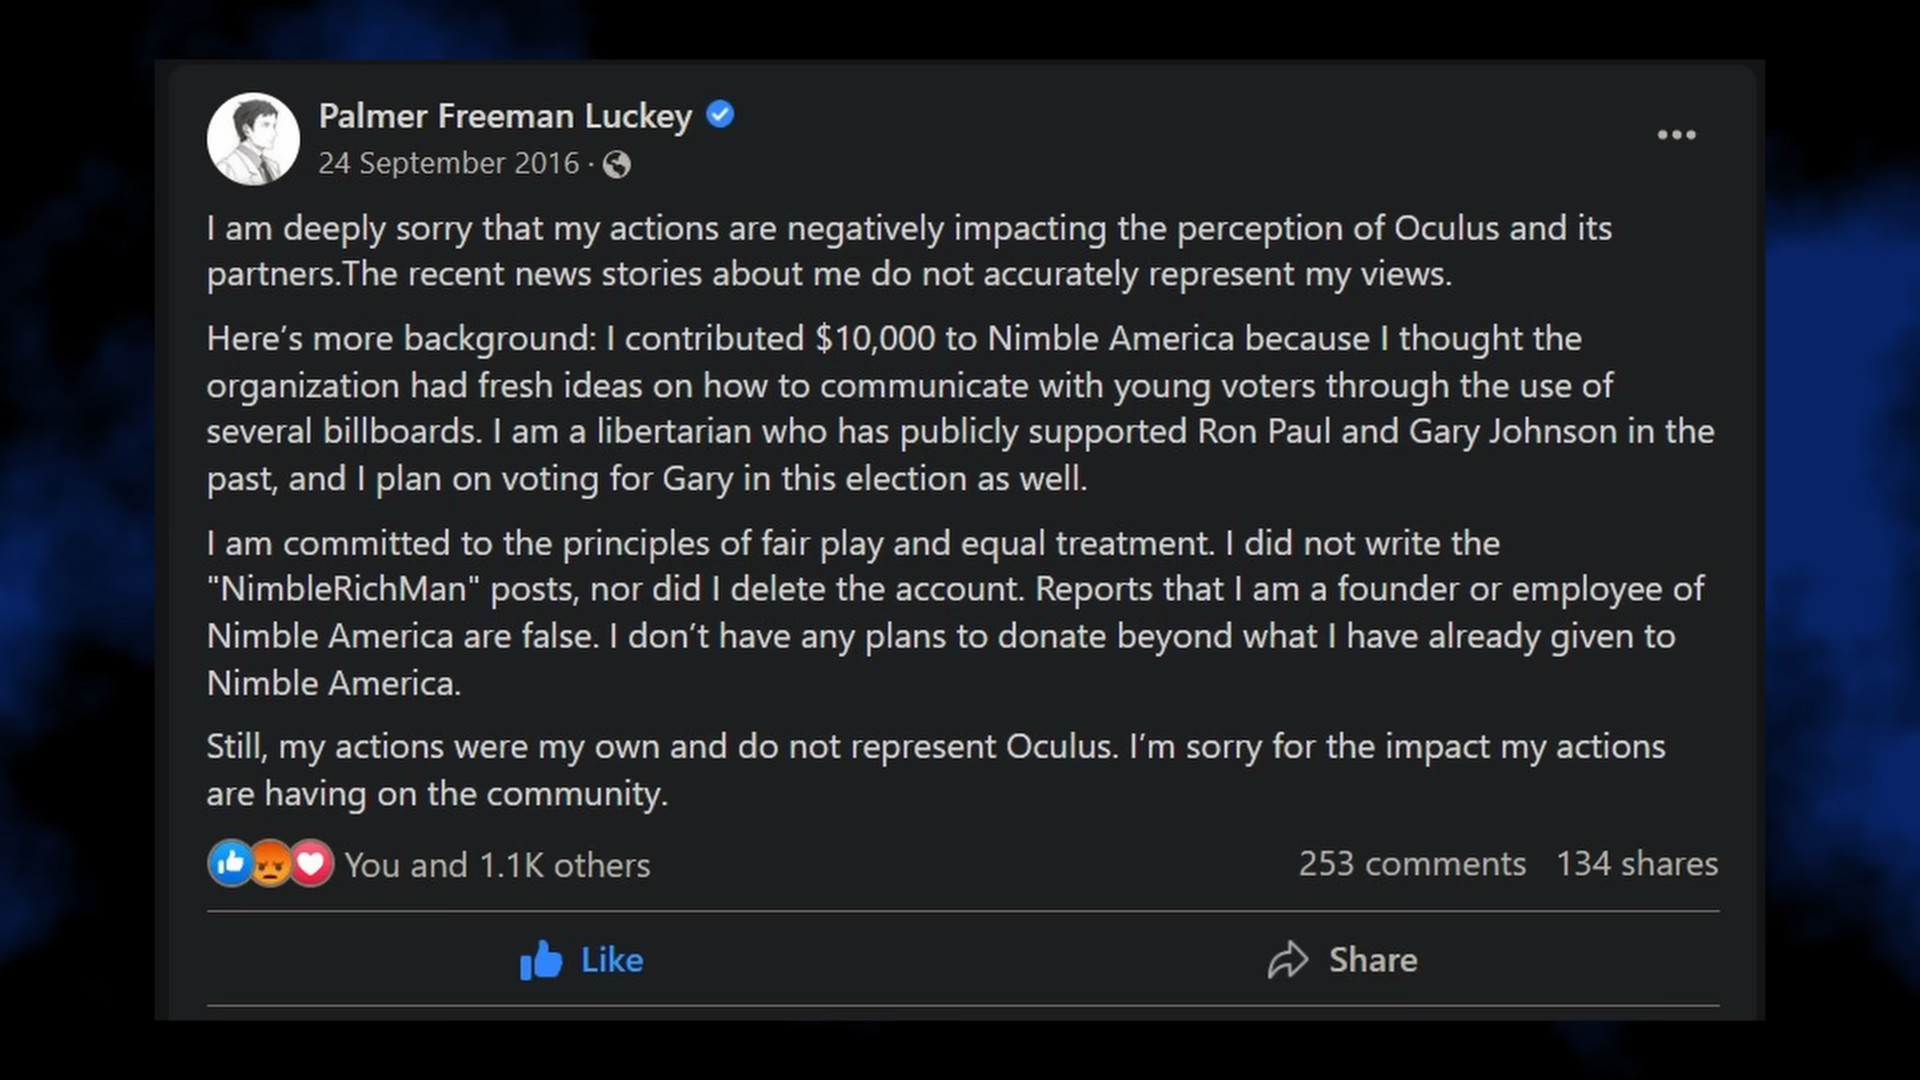 Palmer Freeman Luckey
24 September 2016 ·
I am deeply sorry that my actions are negatively impacting the perception of Oculus and its
partners.The recent news stories about me do not accurately represent my views.
Here’s more background: I contributed $10,000 to Nimble America because I thought the
organization had fresh ideas on how to communicate with young voters through the use of
several billboards. I am a libertarian who has publicly supported Ron Paul and Gary Johnson in the
past, and I plan on voting for Gary in this election as well.
I am committed to the principles of fair play and equal treatment. I did not write the
"NimbleRichMan" posts, nor did I delete the account. Reports that I am a founder or employee of
Nimble America are false. I don’t have any plans to donate beyond what I have already given to
Nimble America.
Still, my actions were my own and do not represent Oculus. I’m sorry for the impact my actions
are having on the community.
You and 1.1K others 253 comments 134 shares
Like Share